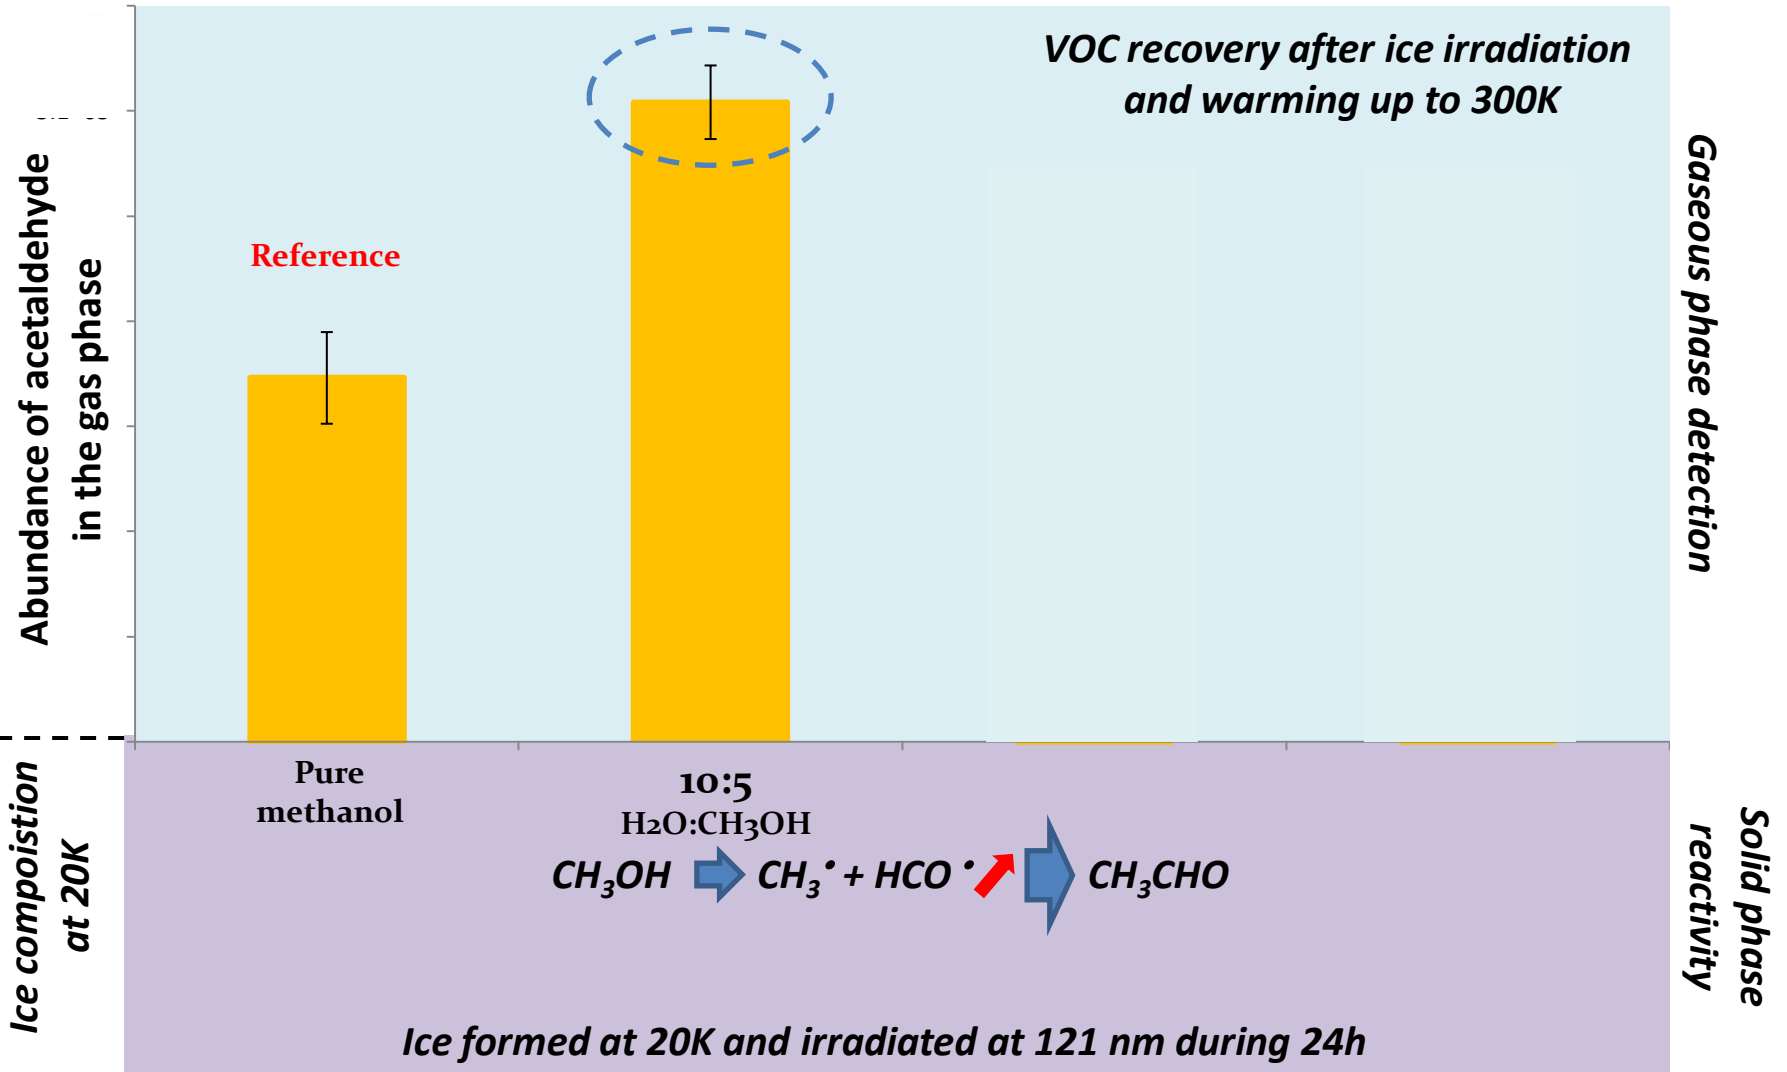 VOC recovery after ice irradiation
and warming up to 300K
Abundance of acetaldehyde
in the gas phase
Reference
Gaseous phase detection
Pure
methanol
10:5
H2O:CH3OH
CH₃OH CH₃• + HCO • CH₃CHO
Ice compoistion
at 20K
Solid phase
reactivity
Ice formed at 20K and irradiated at 121 nm during 24h